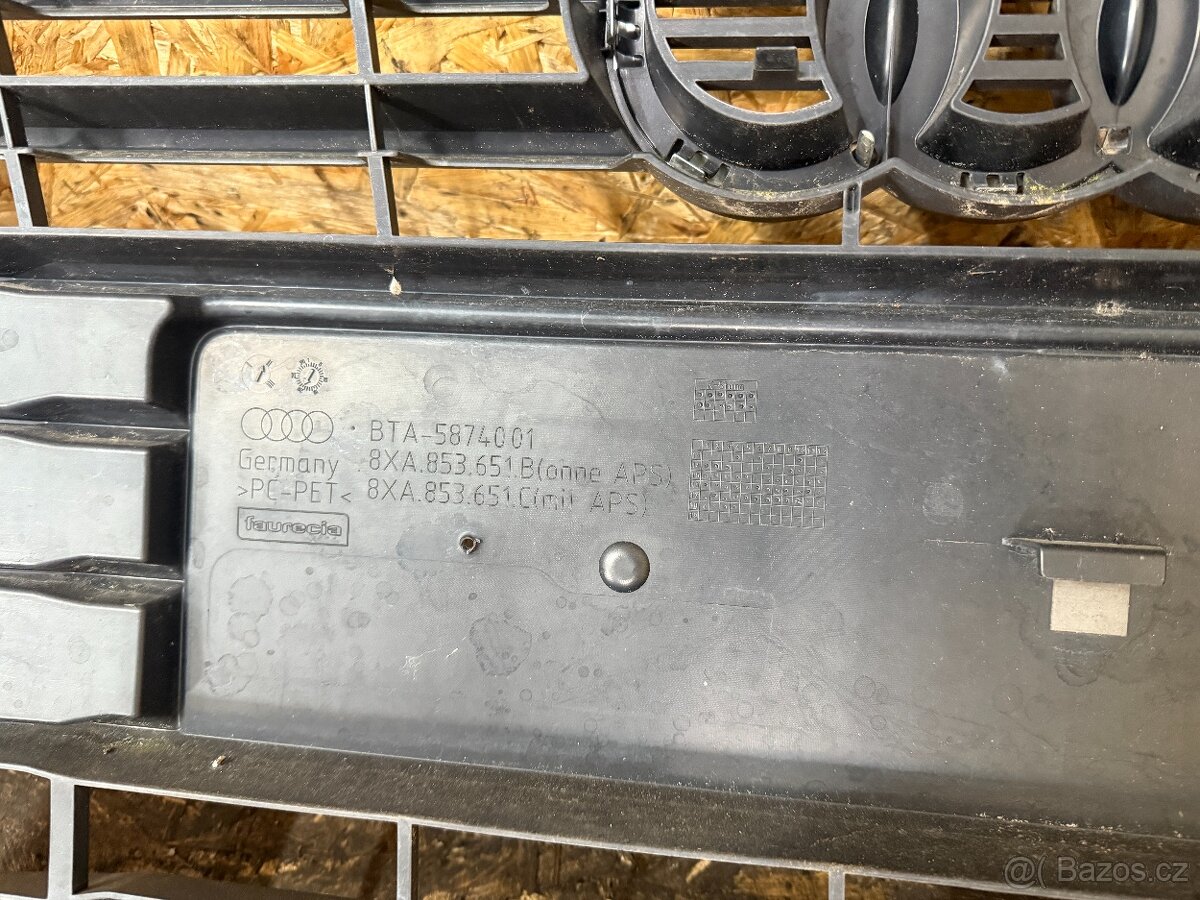 BTA-5874001
Germany 8XA.853.651.B(ohne APS)
>PC-PET< 8XA.853.651.C(mit APS)
faurecia
@Bazos.cz